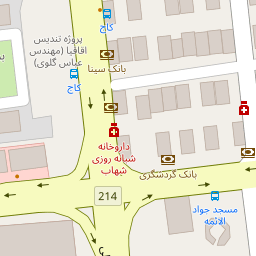 کاج
پروژه تندیس
اقاقیا (مهندس
عباس گلوی)
بانک سینا
کاج
داروخانه
شبانه روزی
شهاب
بانک گردشگری
214
مسجد جواد
الائمه